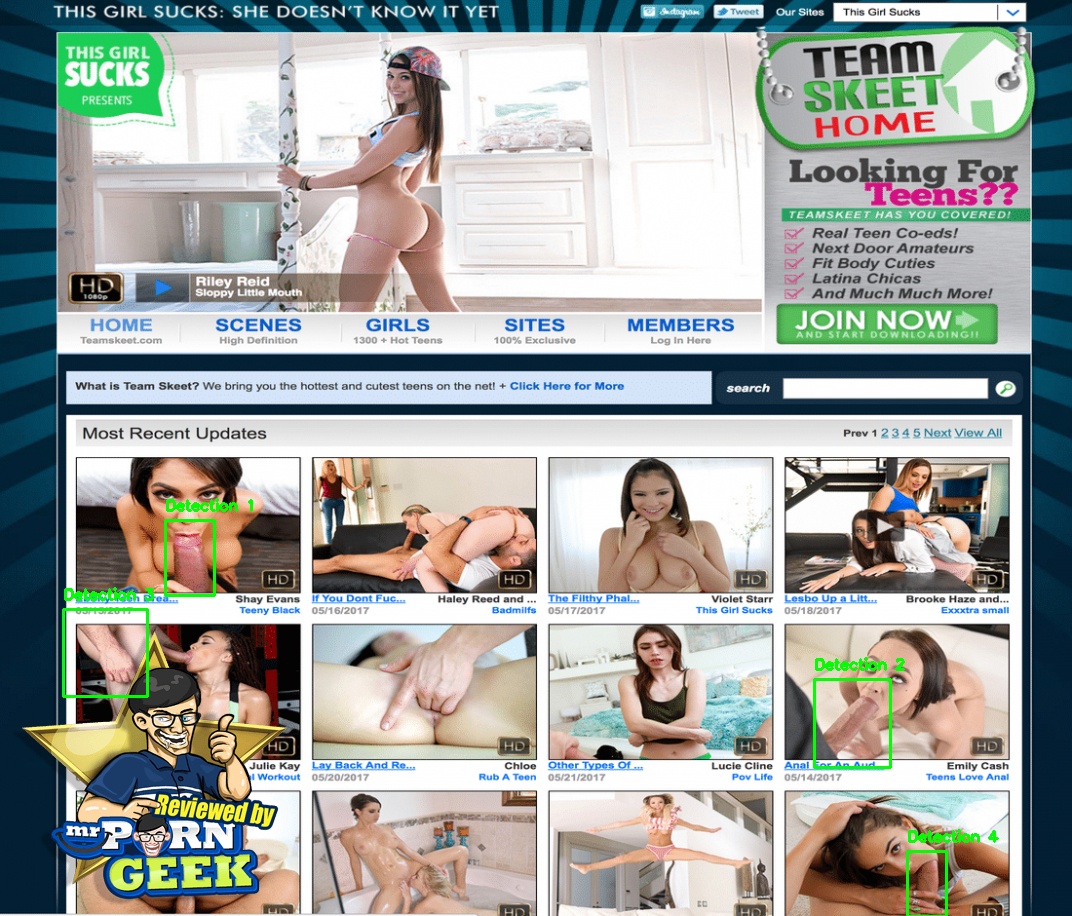 THIS GIRL SUCKS: SHE DOESN'T KNOW IT YET
Instagram Tweet Our Sites This Girl Sucks
THIS GIRL
SUCKS
PRESENTS
TEAM
SKEET
HOME
Looking For
Teens??
TEAMSKEET HAS YOU COVERED!
Real Teen Co-eds!
Next Door Amateurs
Fit Body Cuties
Latina Chicas
And Much Much More!
JOIN NOW
AND START DOWNLOADING!!
HD
1080p
Riley Reid
Sloppy Little Mouth
HOME SCENES GIRLS SITES MEMBERS
Teamskeet.com High Definition 1300 + Hot Teens 100% Exclusive Log In Here
What is Team Skeet? We bring you the hottest and cutest teens on the net! + Click Here for More
search
Most Recent Updates
Prev 1 2 3 4 5 Next View All
Detection 1
HD HD HD HD
Detection 3
Shay Evans If You Dont Fuc... Haley Reed and ... The Filthy Phal... Violet Starr Lesbo Up a Litt... Brooke Haze and...
Teeny Black 05/16/2017 Badmilfs 05/17/2017 This Girl Sucks 05/18/2017 Exxxtra small
Detection 2
HD HD HD HD
Julie Kay Lay Back And Re... Chloe Other Types Of ... Lucie Cline Emily Cash
Workout 05/20/2017 Rub A Teen 05/21/2017 Pov Life 05/14/2017 Teens Love Anal
Reviewed by
mr PORN
GEEK
Detection 4
HD HD HD HD